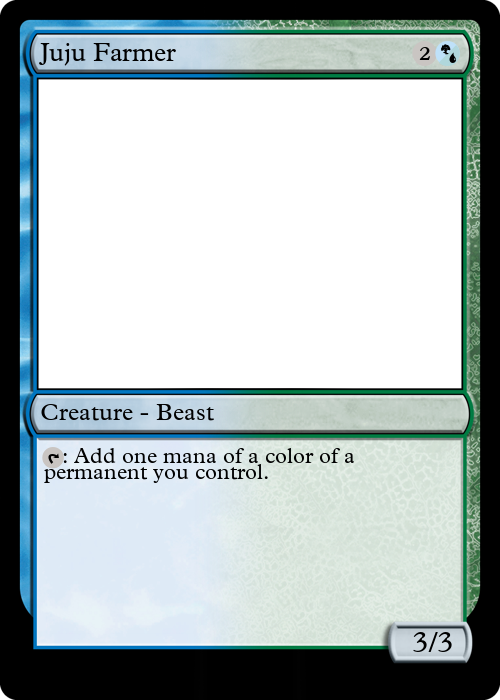 Juju Farmer 2
Creature - Beast
: Add one mana of a color of a
permanent you control.
3/3